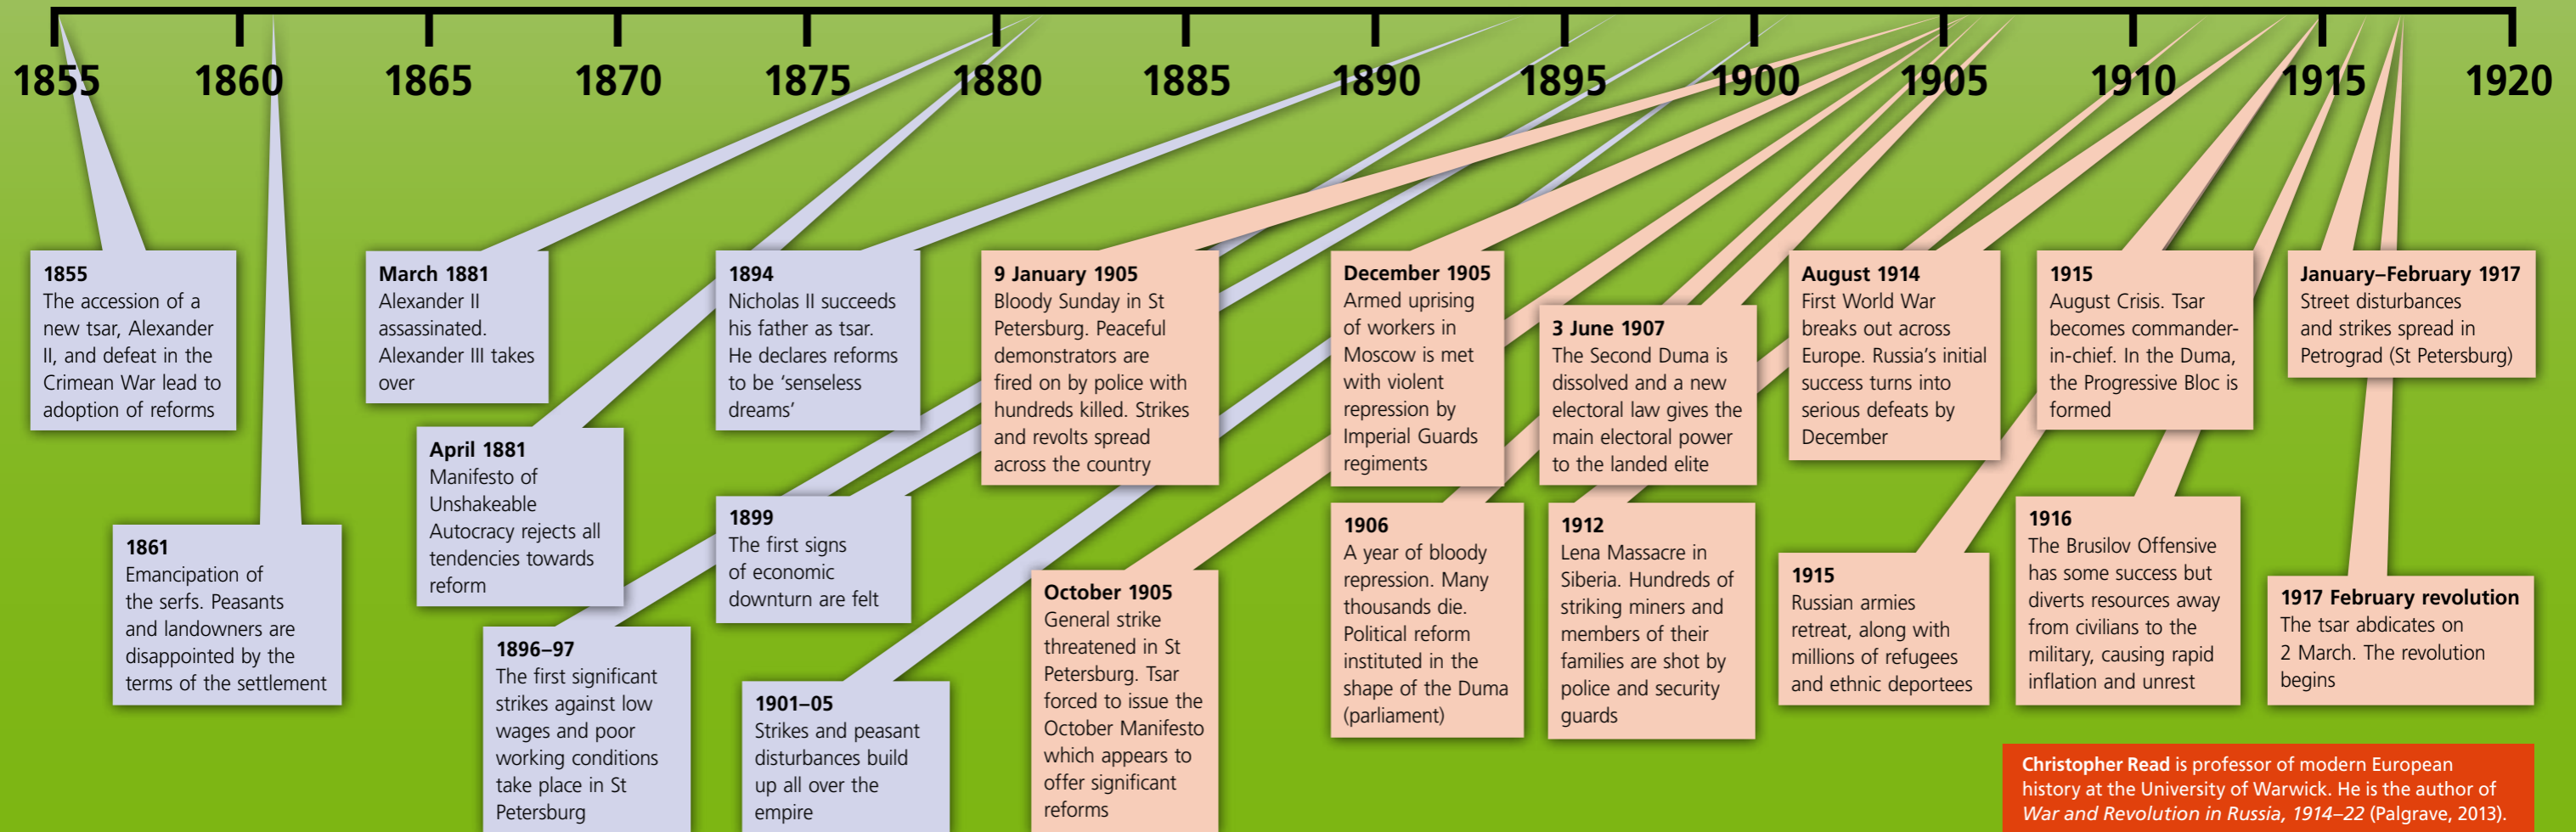 1855
1860
1865
1870
1875
1880
1885
1890
1895
1900
1905
1910
1915
1920
1855
The accession of a
new tsar, Alexander
II, and defeat in the
Crimean War lead to
adoption of reforms
1861
Emancipation of
the serfs. Peasants
and landowners are
disappointed by the
terms of the settlement
March 1881
Alexander II
assassinated.
Alexander III takes
over
April 1881
Manifesto of
Unshakeable
Autocracy rejects all
tendencies towards
reform
1894
Nicholas II succeeds
his father as tsar.
He declares reforms
to be ‘senseless
dreams’
1896–97
The first significant
strikes against low
wages and poor
working conditions
take place in St
Petersburg
1899
The first signs
of economic
downturn are felt
1901–05
Strikes and peasant
disturbances build
up all over the
empire
9 January 1905
Bloody Sunday in St
Petersburg. Peaceful
demonstrators are
fired on by police with
hundreds killed. Strikes
and revolts spread
across the country
October 1905
General strike
threatened in St
Petersburg. Tsar
forced to issue the
October Manifesto
which appears to
offer significant
reforms
December 1905
Armed uprising
of workers in
Moscow is met
with violent
repression by
Imperial Guards
regiments
1906
A year of bloody
repression. Many
thousands die.
Political reform
instituted in the
shape of the Duma
(parliament)
3 June 1907
The Second Duma is
dissolved and a new
electoral law gives the
main electoral power
to the landed elite
1912
Lena Massacre in
Siberia. Hundreds of
striking miners and
members of their
families are shot by
police and security
guards
August 1914
First World War
breaks out across
Europe. Russia’s initial
success turns into
serious defeats by
December
1915
Russian armies
retreat, along with
millions of refugees
and ethnic deportees
1915
August Crisis. Tsar
becomes commander-
in-chief. In the Duma,
the Progressive Bloc is
formed
1916
The Brusilov Offensive
has some success but
diverts resources away
from civilians to the
military, causing rapid
inflation and unrest
January–February 1917
Street disturbances
and strikes spread in
Petrograd (St Petersburg)
1917 February revolution
The tsar abdicates on
2 March. The revolution
begins
Christopher Read is professor of modern European
history at the University of Warwick. He is the author of
War and Revolution in Russia, 1914–22 (Palgrave, 2013).